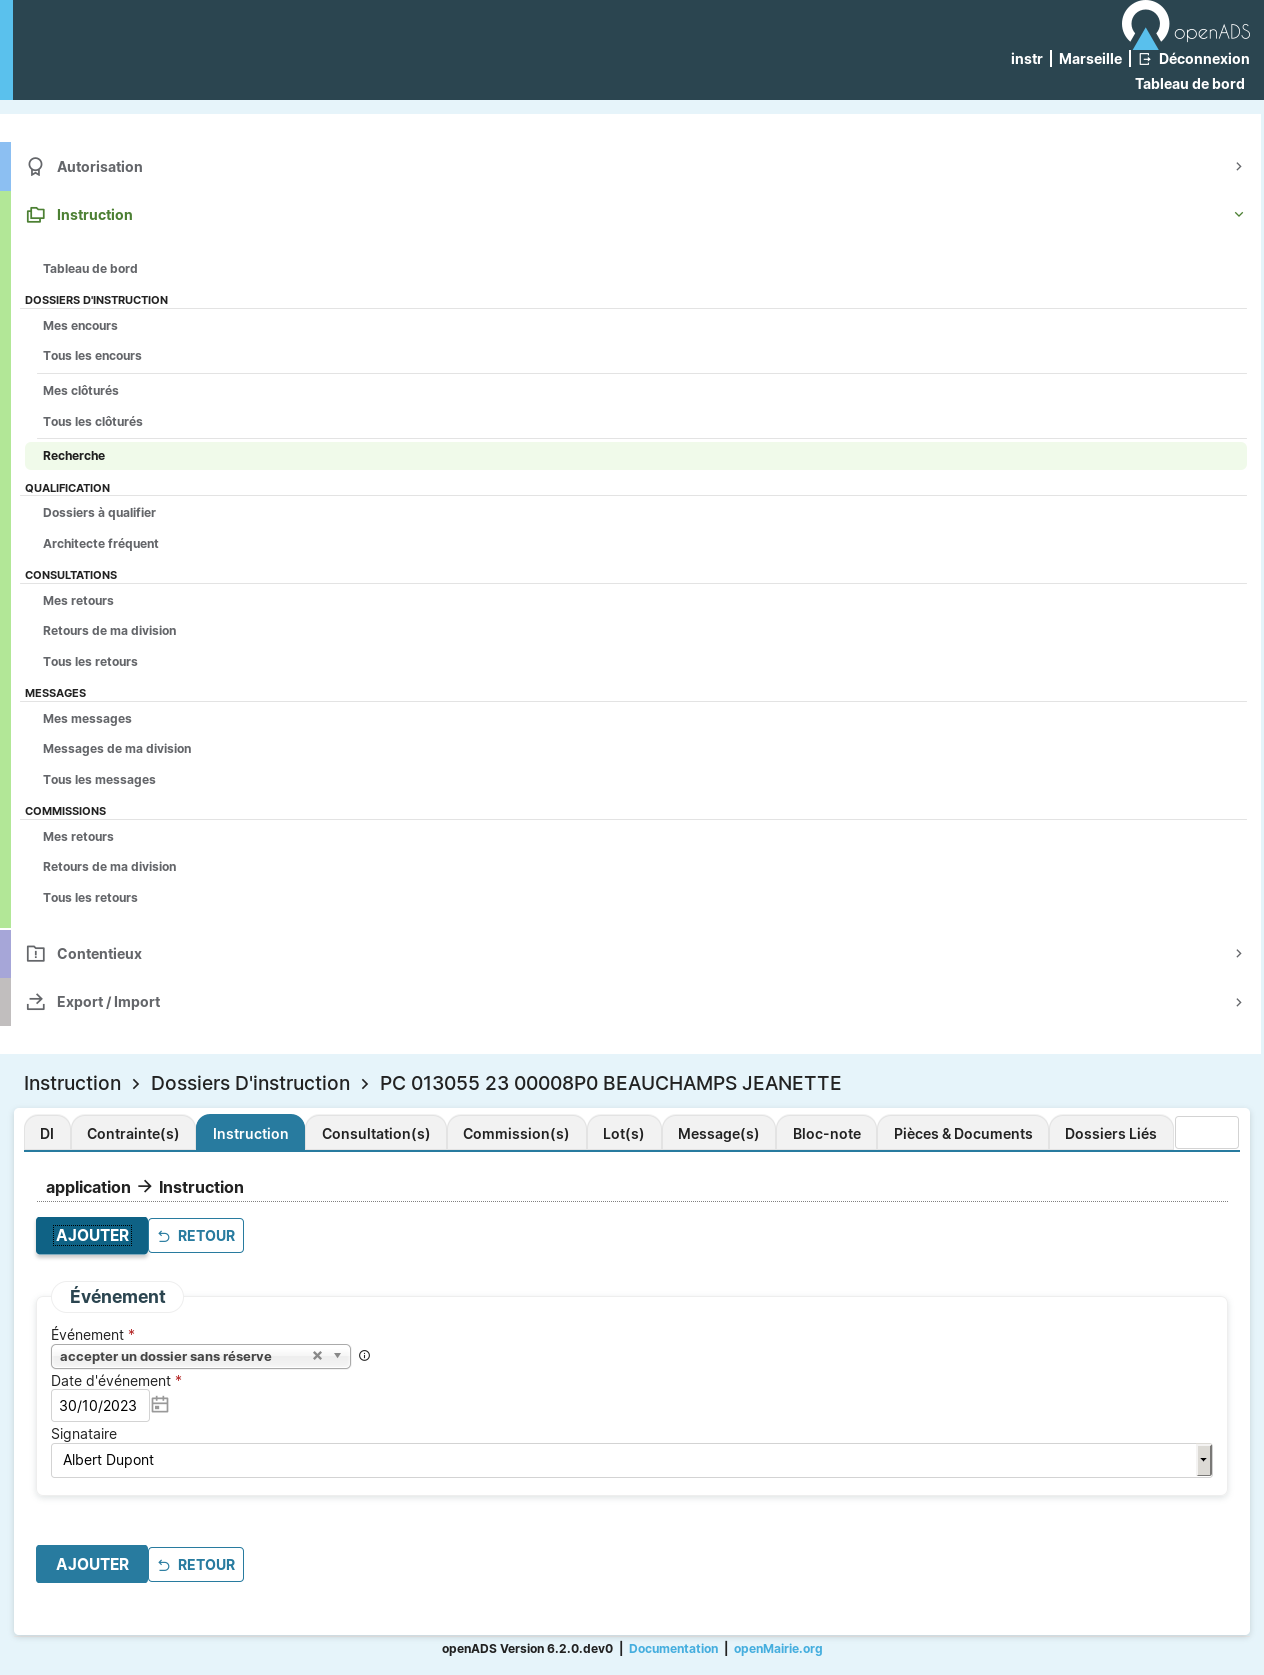 openADS
instr | Marseille | Déconnexion
Tableau de bord
Autorisation
Instruction
Tableau de bord
DOSSIERS D'INSTRUCTION
Mes encours
Tous les encours
Mes clôturés
Tous les clôturés
Recherche
QUALIFICATION
Dossiers à qualifier
Architecte fréquent
CONSULTATIONS
Mes retours
Retours de ma division
Tous les retours
MESSAGES
Mes messages
Messages de ma division
Tous les messages
COMMISSIONS
Mes retours
Retours de ma division
Tous les retours
Contentieux
Export / Import
Instruction > Dossiers D'instruction > PC 013055 23 00008P0 BEAUCHAMPS JEANETTE
DI Contrainte(s) Instruction Consultation(s) Commission(s) Lot(s) Message(s) Bloc-note Pièces & Documents Dossiers Liés
application → Instruction
AJOUTER RETOUR
Événement
Événement *
accepter un dossier sans réserve
Date d'événement *
30/10/2023
Signataire
Albert Dupont
AJOUTER RETOUR
openADS Version 6.2.0.dev0 | Documentation | openMairie.org